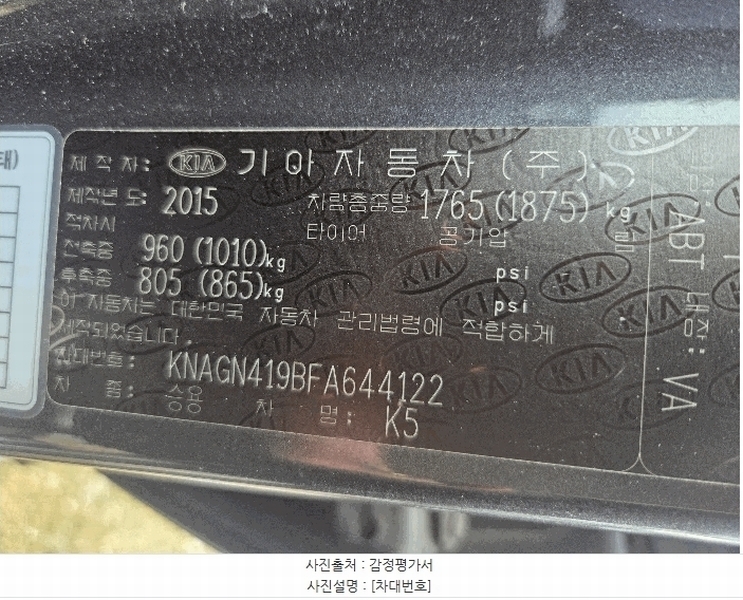 제 작 자: KIA 기아자동차(주)
제작년도: 2015 차량총중량 1765(1875) kg
적차시 타이어 공기압
전축중 960 (1010)kg psi
후축중 805 (865)kg psi
이 자동차는 대한민국 자동차 관리법령에 적합하게
제작되었습니다.
차대번호: KNAGN419BFA644122
차 종: 승용 차 명: K5
외장: ABT 내장: VA
사진출처 : 감정평가서
사진설명 : [차대번호]